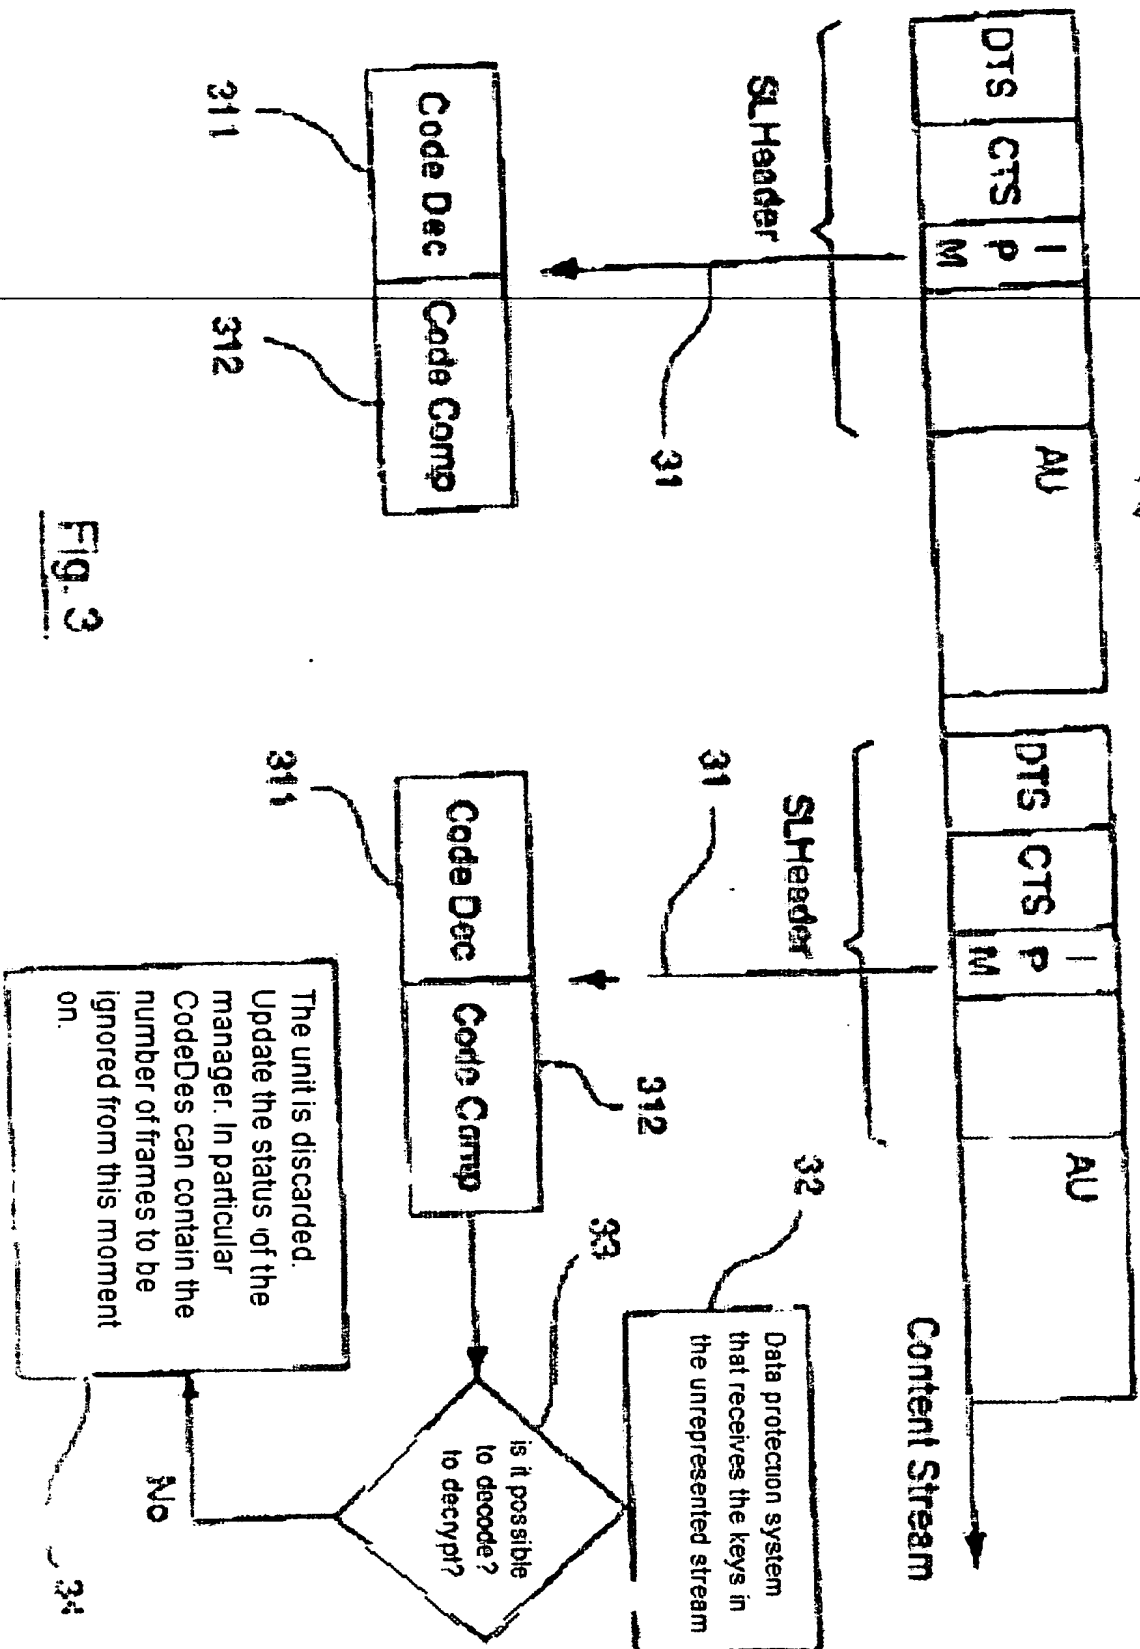 DTS
CTS
I
P
M
AU
DTS
CTS
I
P
M
AU
Content Stream
SLHeader
SLHeader
31
31
32
Data protection system
that receives the keys in
the unrepresented stream
Code Dec
Code Comp
Code Dec
Code Comp
312
33
is it possible
to decode?
to decrypt?
311
312
311
The unit is discarded.
Update the status of the
manager. In particular
CodeDes can contain the
number of frames to be
ignored from this moment
on.
No
34
Fig. 3